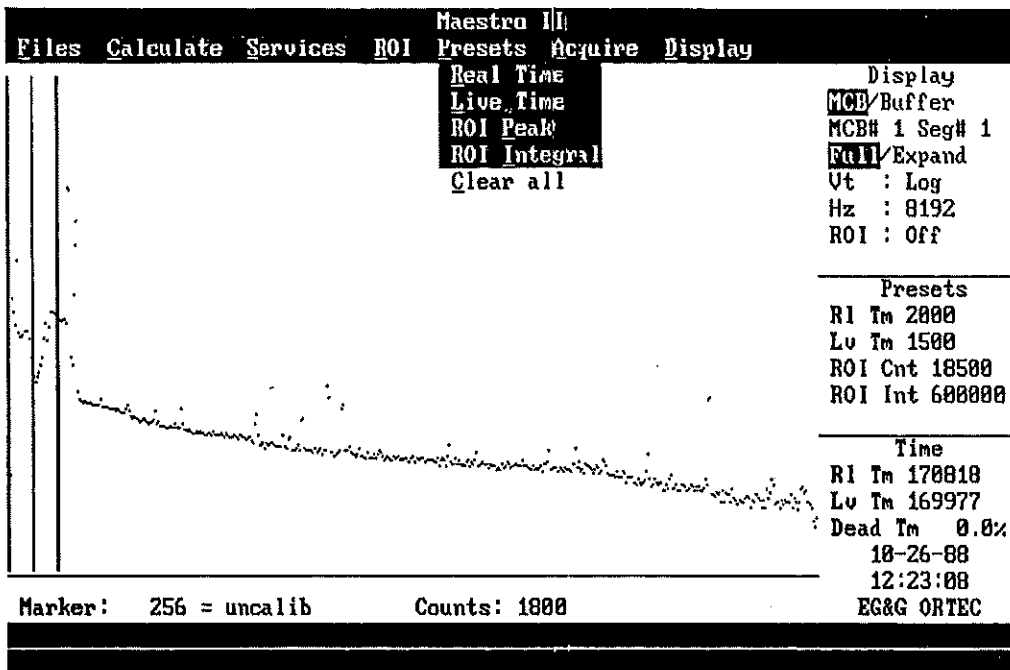 Maestro II
Files Calculate Services ROI Presets Acquire Display
Real Time
Live Time
ROI Peak
ROI Integral
Clear all
Display
MCB/Buffer
MCB# 1 Seg# 1
Full/Expand
Vt : Log
Hz : 8192
ROI : Off
Presets
Rl Tm 2000
Lv Tm 1500
ROI Cnt 18500
ROI Int 600000
Time
Rl Tm 170818
Lv Tm 169977
Dead Tm 0.0%
10-26-88
12:23:08
EG&G ORTEC
Marker: 256 = uncalib Counts: 1800